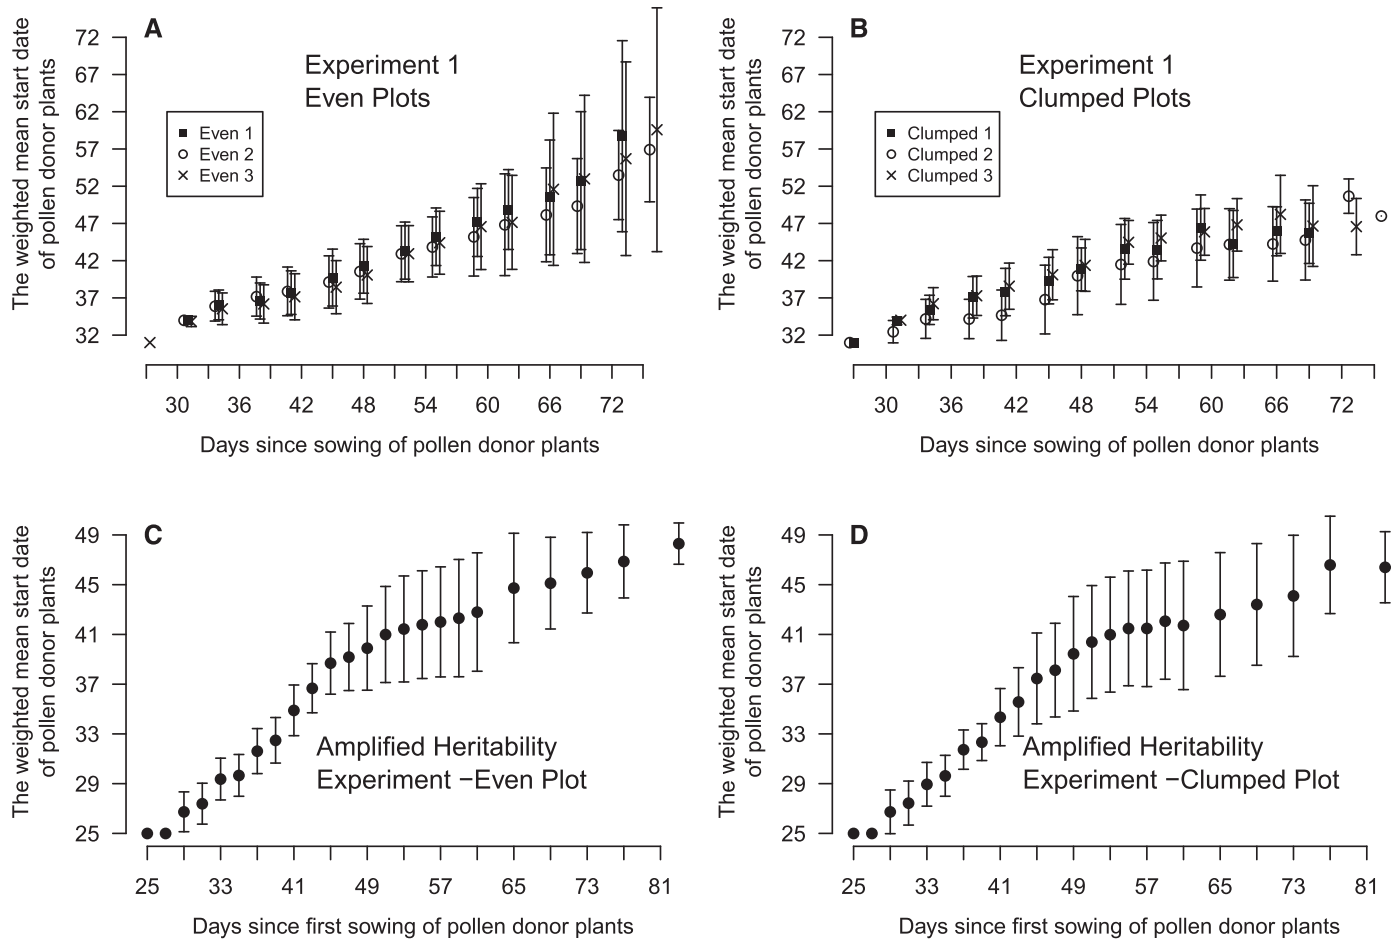 A
The weighted mean start date
of pollen donor plants
72
67
62
57
52
47
42
37
32
Experiment 1
Even Plots
Even 1
Even 2
Even 3
30 36 42 48 54 60 66 72
Days since sowing of pollen donor plants
B
The weighted mean start date
of pollen donor plants
72
67
62
57
52
47
42
37
32
Experiment 1
Clumped Plots
Clumped 1
Clumped 2
Clumped 3
30 36 42 48 54 60 66 72
Days since sowing of pollen donor plants
C
The weighted mean start date
of pollen donor plants
49
45
41
37
33
29
25
Amplified Heritability
Experiment −Even Plot
25 33 41 49 57 65 73 81
Days since first sowing of pollen donor plants
D
The weighted mean start date
of pollen donor plants
49
45
41
37
33
29
25
Amplified Heritability
Experiment −Clumped Plot
25 33 41 49 57 65 73 81
Days since first sowing of pollen donor plants